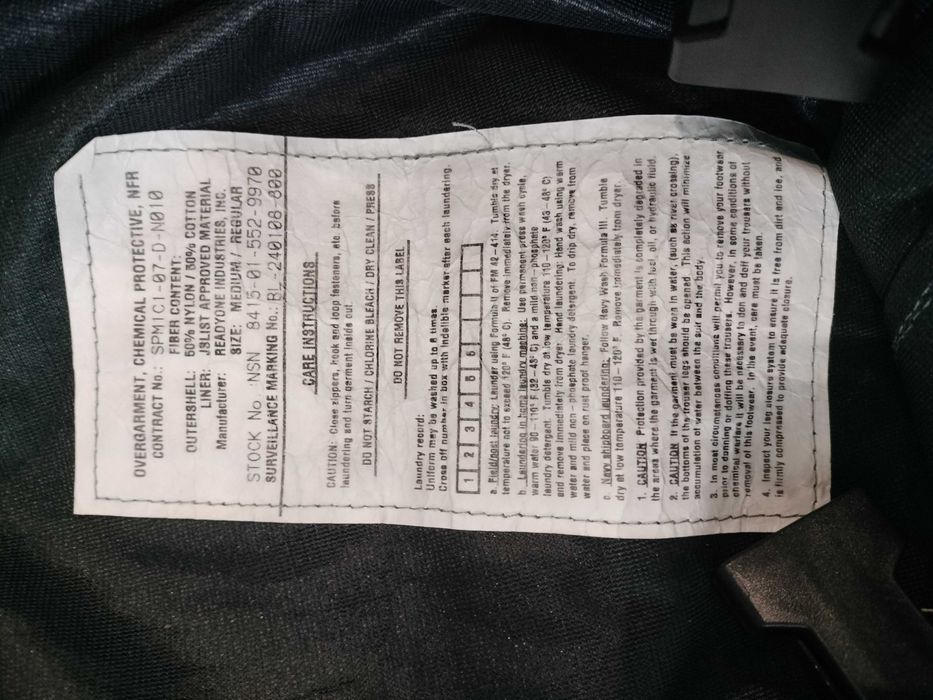 OVERGARMENT, CHEMICAL PROTECTIVE, NFR
CONTRACT No.: SPM1C1-07-D-N010
FIBER CONTENT:
OUTERSHELL: 50% NYLON / 50% COTTON
LINER: JSLIST APPROVED MATERIAL
Manufacturer: READYONE INDUSTRIES, INC.
SIZE: MEDIUM / REGULAR
STOCK No. NSN 8415-01-552-9970
SURVEILLANCE MARKING No.: RI-240108-800
CARE INSTRUCTIONS
CAUTION: Close zippers, hook and loop fasteners, etc. before
laundering and turn garment inside out.
DO NOT STARCH / CHLORINE BLEACH / DRY CLEAN / PRESS
DO NOT REMOVE THIS LABEL
Laundry record:
Uniform may be washed up to 6 times.
Cross off number in box with indelible marker after each laundering.
1 2 3 4 5 6
a. Field/post laundry: Launder using Formula II of FM 42-414. Tumble dry at
temperature not to exceed 120° F (48° C). Remove immediately from the dryer.
b. Laundering in home laundry machine: Use permanent press wash cycle,
warm water 90-110° F (32-43° C) and a mild non-phosphate
laundry detergent. Tumble dry at low temperature 110-120° F (43-48° C)
and remove immediately from dryer. Hand laundering: Hand wash using warm
water and mild non-phosphate laundry detergent. To drip dry, remove from
water and place on rust proof hanger.
c. Navy shipboard laundering: Follow Navy Wash Formula III. Tumble
dry at low temperature 110-120° F. Remove immediately from dryer.
1. CAUTION Protection provided by the garment is completely degraded in
the areas where the garment is wet through with fuel, oil, or hydraulic fluid.
2. CAUTION If the garment must be worn in water, (such as river crossing),
the bottoms of the trouser legs should be opened. This action will minimize
accumulation of water between the suit and the body.
3. In most circumstances conditions will permit you to remove your footwear
prior to donning or doffing these trousers. However, in some conditions of
chemical warfare it will be necessary to don and doff your trousers without
removal of this footwear. In the event, care must be taken.
4. Inspect your leg closure system to ensure it is free from dirt and ice, and
is firmly compressed to provide adequate closure.